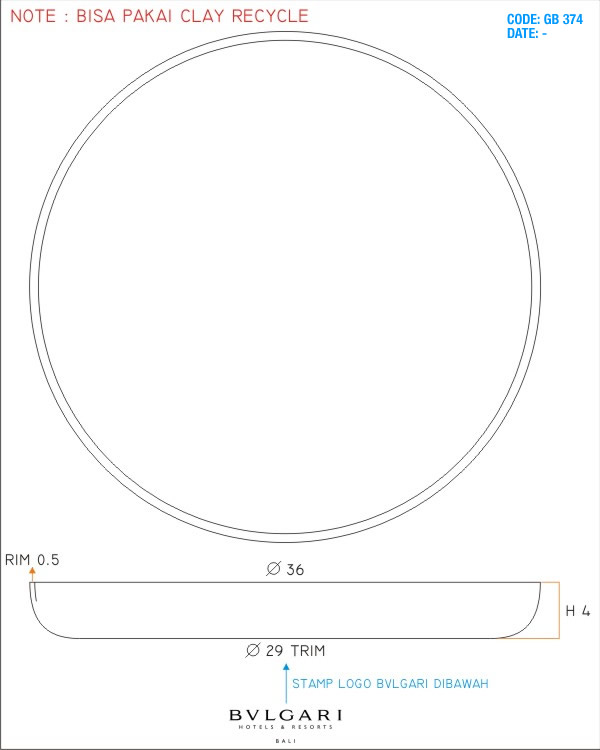 NOTE : BISA PAKAI CLAY RECYCLE
CODE: GB 374
DATE: -
RIM 0.5
∅ 36
H 4
∅ 29 TRIM
STAMP LOGO BVLGARI DIBAWAH
BVLGARI
HOTELS & RESORTS
BALI